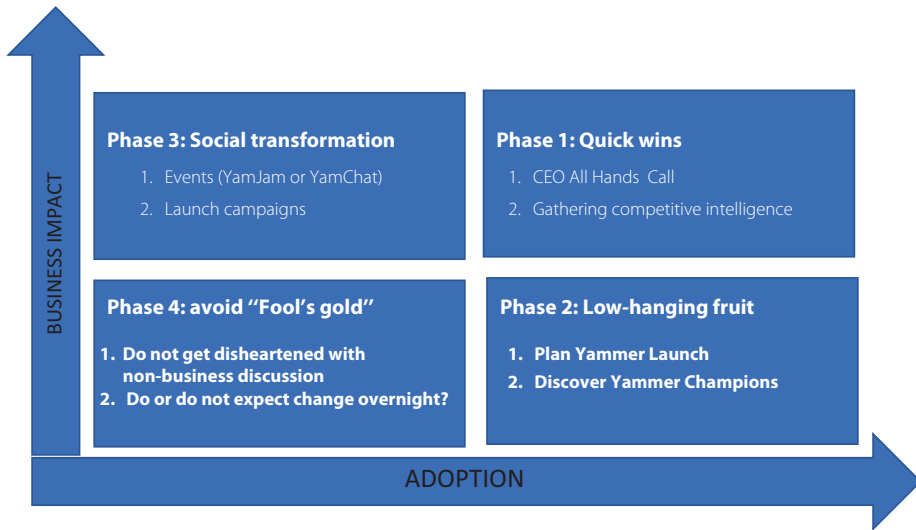 BUSINESS IMPACT
Phase 3: Social transformation
1. Events (YamJam or YamChat)
2. Launch campaigns
Phase 1: Quick wins
1. CEO All Hands Call
2. Gathering competitive intelligence
Phase 4: avoid “Fool's gold”
1. Do not get disheartened with
non-business discussion
2. Do or do not expect change overnight?
Phase 2: Low-hanging fruit
1. Plan Yammer Launch
2. Discover Yammer Champions
ADOPTION